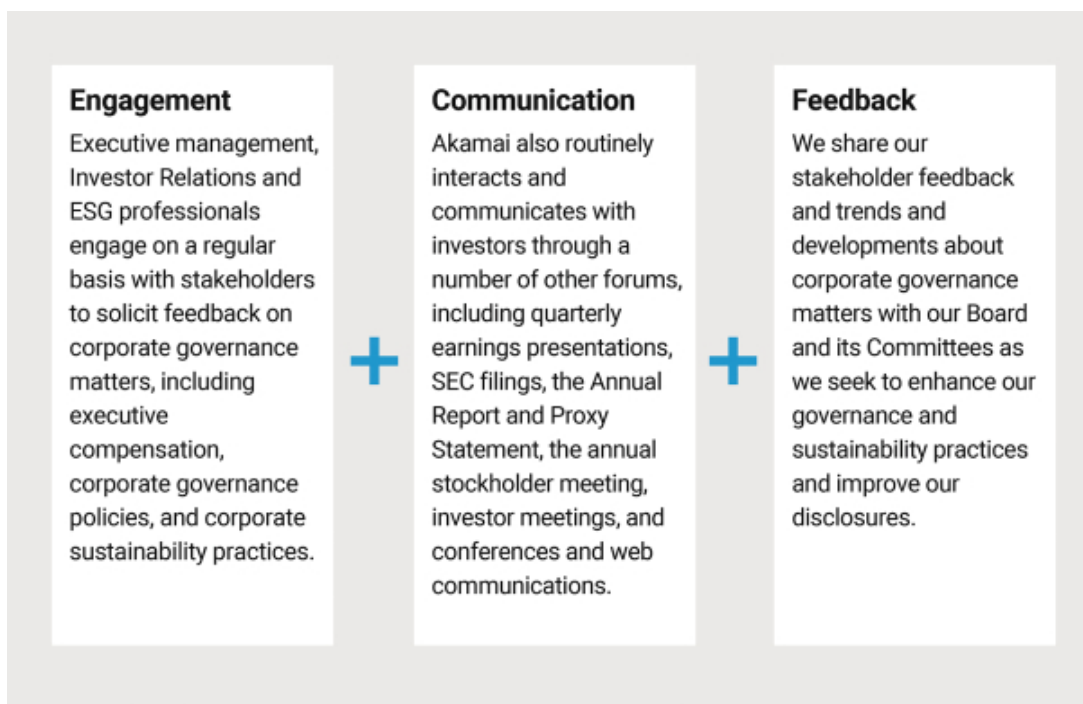 Engagement
Executive management,
Investor Relations and
ESG professionals
engage on a regular
basis with stakeholders
to solicit feedback on
corporate governance
matters, including
executive
compensation,
corporate governance
policies, and corporate
sustainability practices.
+
Communication
Akamai also routinely
interacts and
communicates with
investors through a
number of other forums,
including quarterly
earnings presentations,
SEC filings, the Annual
Report and Proxy
Statement, the annual
stockholder meeting,
investor meetings, and
conferences and web
communications.
+
Feedback
We share our
stakeholder feedback
and trends and
developments about
corporate governance
matters with our Board
and its Committees as
we seek to enhance our
governance and
sustainability practices
and improve our
disclosures.